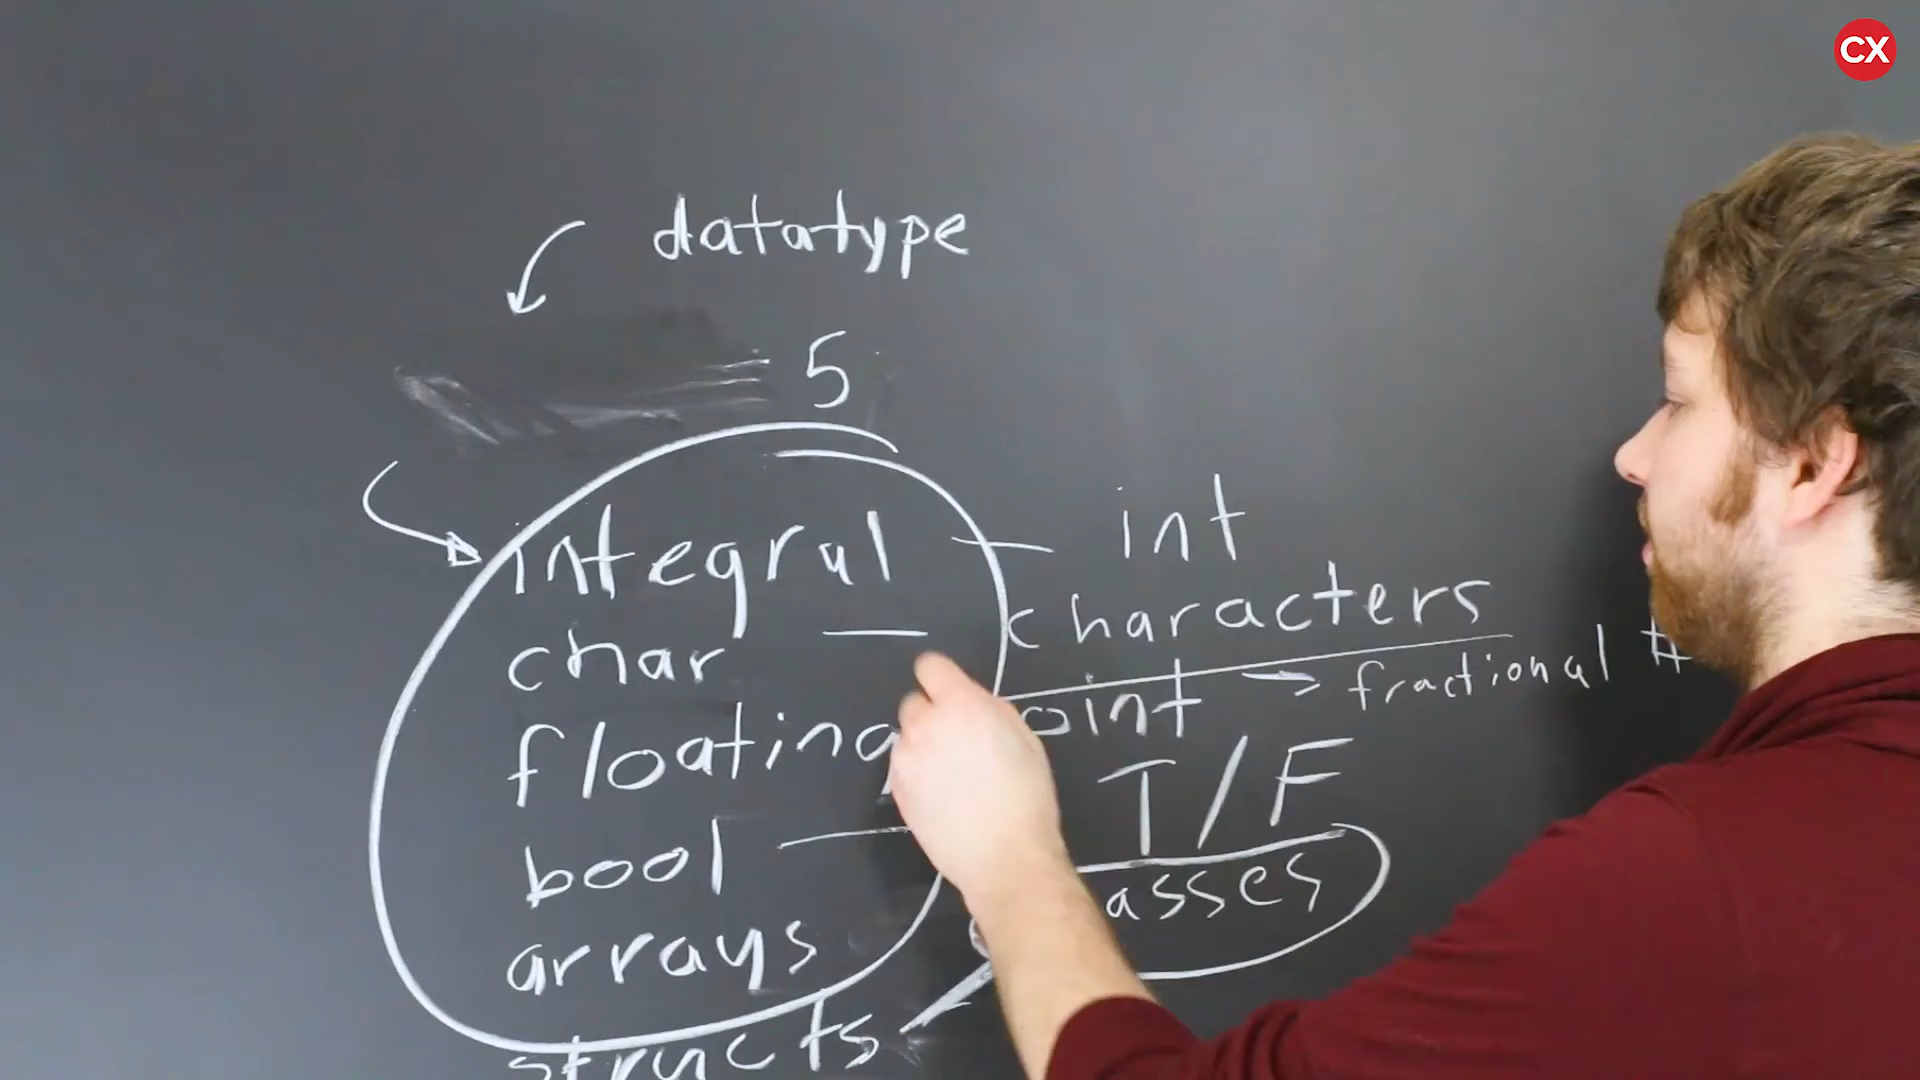 CX
datatype
= 5
integral — int
char — characters
floating oint → fractional #
bool — T/F
arrays asses
structs